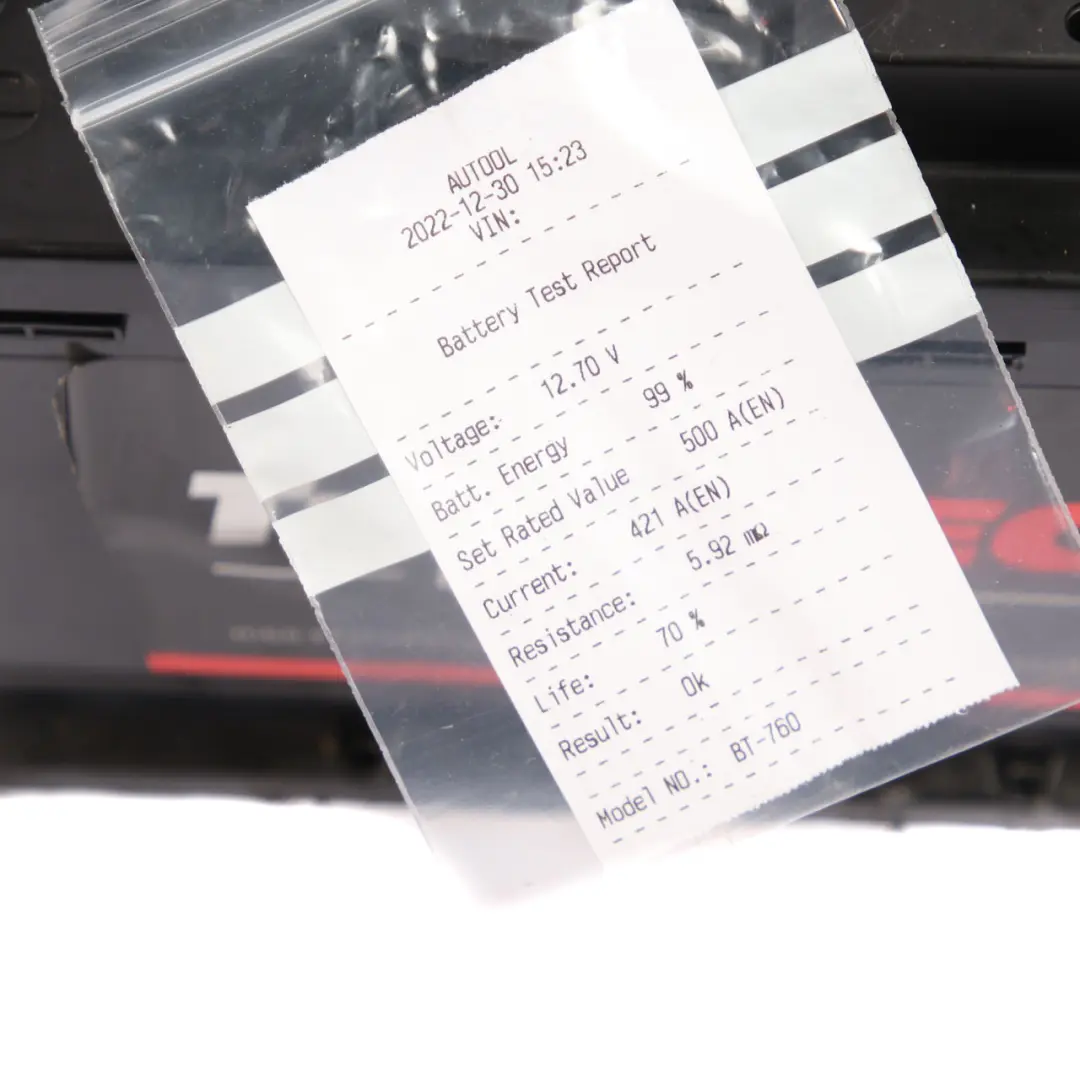 AUTOOL
2022-12-30 15:23
VIN:
Battery Test Report
Voltage: 12.70 V
Batt. Energy 99 %
Set Rated Value 500 A(EN)
Current: 421 A(EN)
Resistance: 5.92 mΩ
Life: 70 %
Result: Ok
Model NO.: BT-760